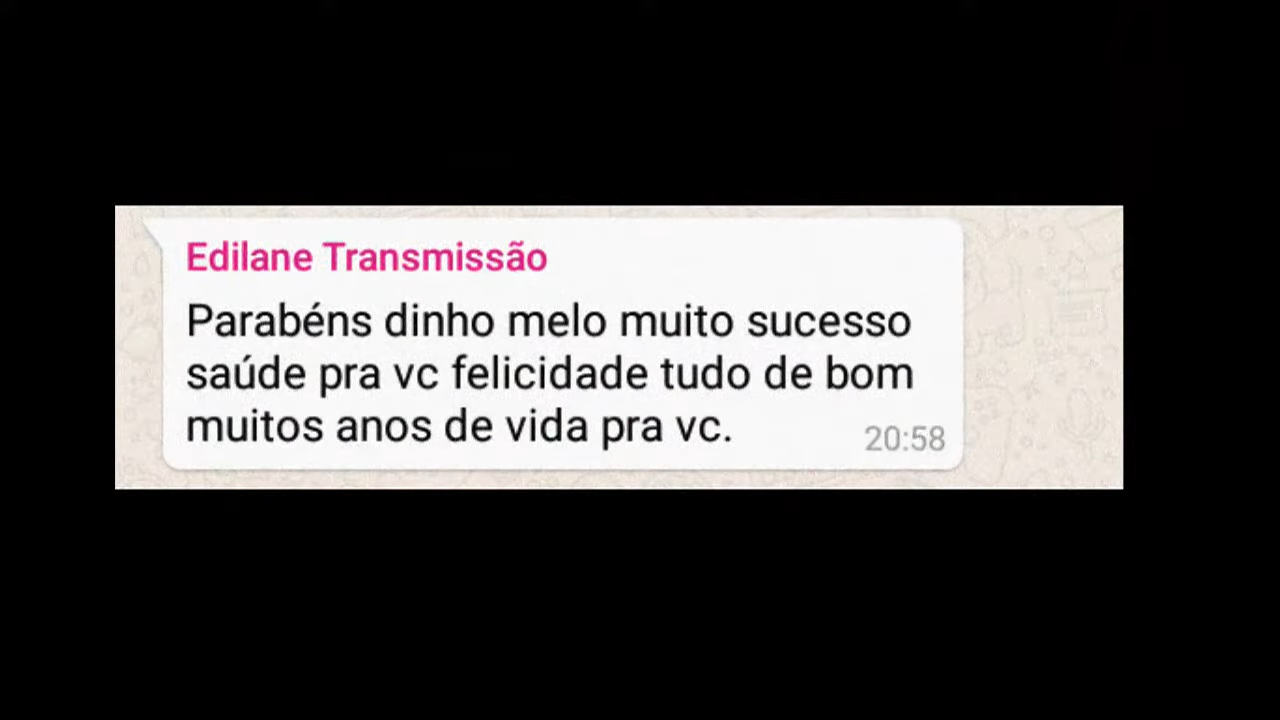 Edilane Transmissão
Parabéns dinho melo muito sucesso
saúde pra vc felicidade tudo de bom
muitos anos de vida pra vc.
20:58